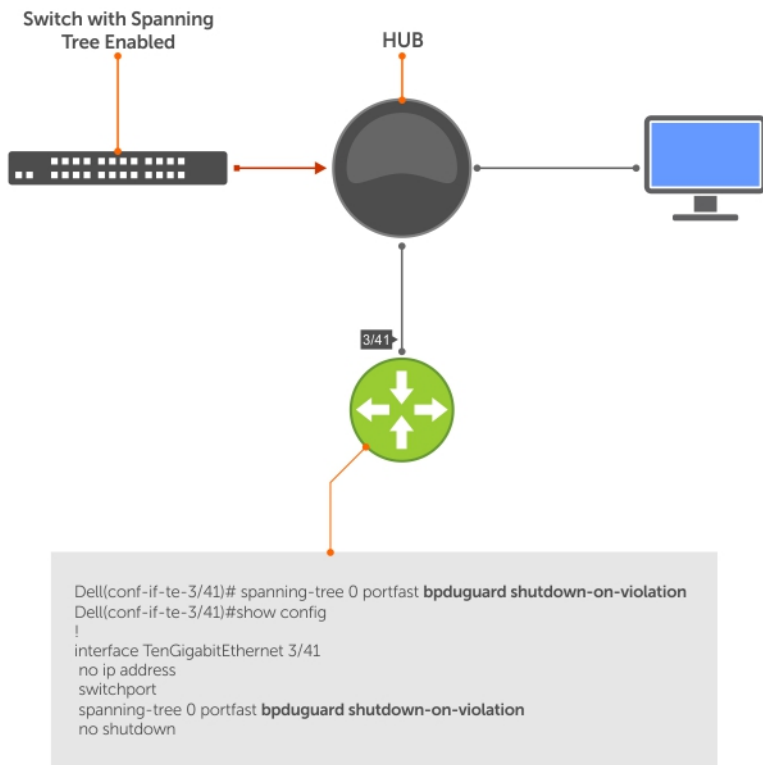 Switch with Spanning
Tree Enabled
HUB
3/41
Dell(conf-if-te-3/41)# spanning-tree 0 portfast bpduguard shutdown-on-violation
Dell(conf-if-te-3/41)#show config
!
interface TenGigabitEthernet 3/41
no ip address
switchport
spanning-tree 0 portfast bpduguard shutdown-on-violation
no shutdown